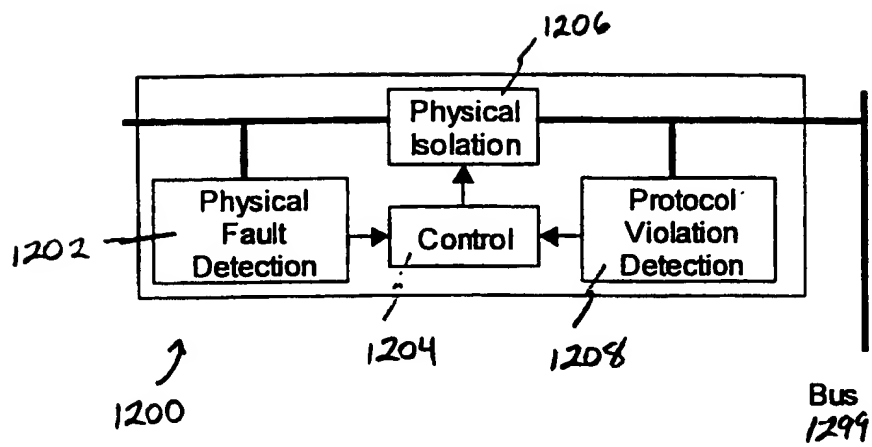 1206
Physical
Isolation
Physical
Fault
Detection
Control
Protocol
Violation
Detection
1202
1204
1208
1200
Bus
1299